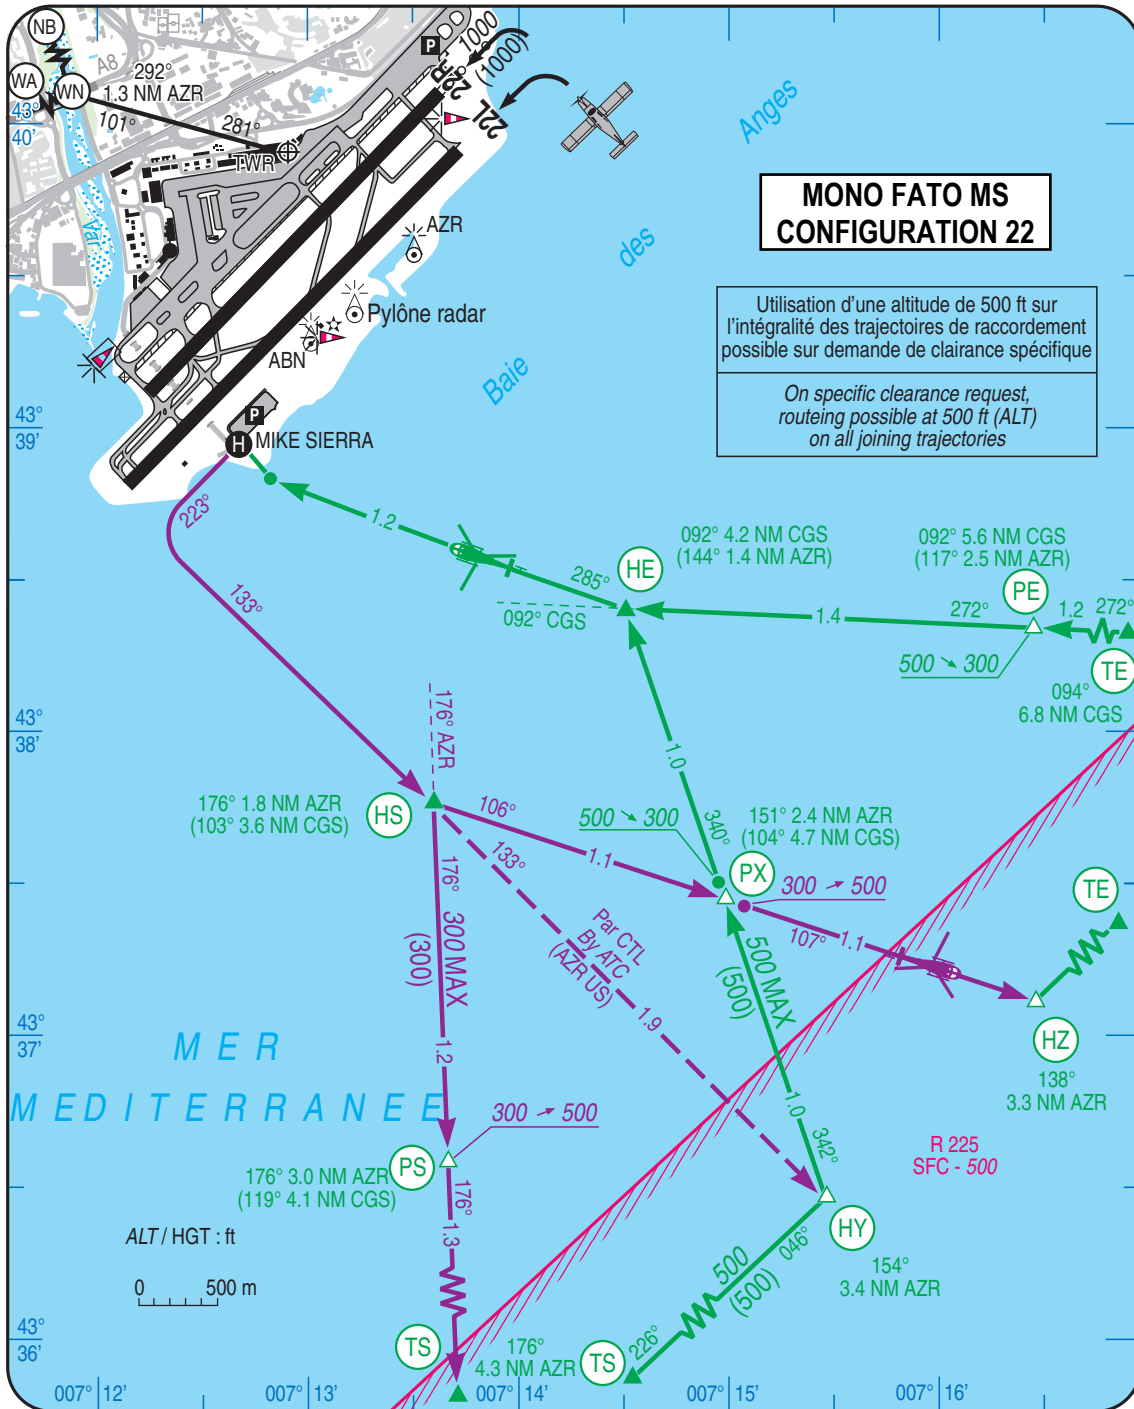 NB
WA
WN
A8
292°
1.3 NM AZR
101°
281°
TWR
P
1000
(1000)
22R
22L
43°
40'
Var
AZR
Pylône radar
ABN
P
H
MIKE SIERRA
Baie
des
Anges
MONO FATO MS
CONFIGURATION 22
Utilisation d'une altitude de 500 ft sur
l'intégralité des trajectoires de raccordement
possible sur demande de clairance spécifique
On specific clearance request,
routeing possible at 500 ft (ALT)
on all joining trajectories
43°
39'
223°
133°
1.2
285°
092° CGS
HE
092° 4.2 NM CGS
(144° 1.4 NM AZR)
092° 5.6 NM CGS
(117° 2.5 NM AZR)
PE
1.4
272°
1.2
272°
500 ➘ 300
TE
094°
6.8 NM CGS
43°
38'
176° AZR
1.0
340°
176° 1.8 NM AZR
(103° 3.6 NM CGS)
HS
106°
1.1
133°
500 ➘ 300
151° 2.4 NM AZR
(104° 4.7 NM CGS)
PX
300 ➚ 500
107°
1.1
TE
HZ
138°
3.3 NM AZR
176°
300 MAX
(300)
1.2
Par CTL
By ATC
(AZR US)
1.9
500 MAX
(500)
1.0
342°
43°
37'
MER
MEDITERRANEE
300 ➚ 500
PS
176° 3.0 NM AZR
(119° 4.1 NM CGS)
176°
1.3
R 225
SFC - 500
HY
154°
3.4 NM AZR
046°
500
(500)
226°
TS
ALT / HGT : ft
0 500 m
43°
36'
TS
176°
4.3 NM AZR
007° 12'
007° 13'
007° 14'
007° 15'
007° 16'